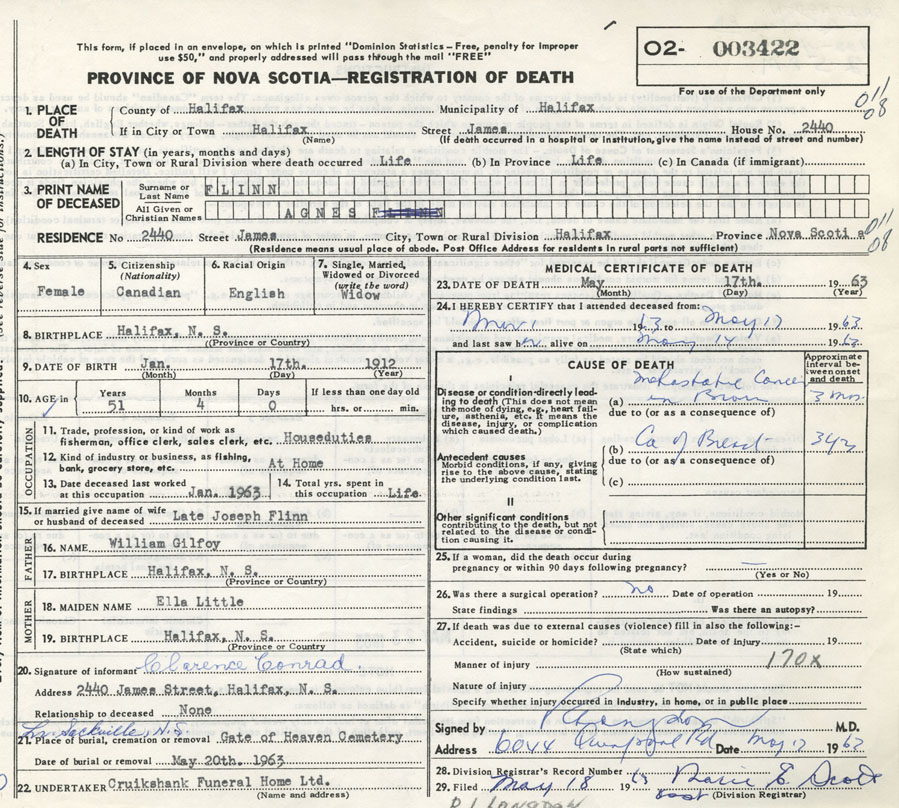 This form, if placed in an envelope, on which is printed "Dominion Statistics – Free, penalty for improper
use $50," and properly addressed will pass through the mail "FREE"
PROVINCE OF NOVA SCOTIA—REGISTRATION OF DEATH
O2- 003422
For use of the Department only
1. PLACE OF DEATH
County of Halifax Municipality of Halifax
011
08
If in City or Town Halifax Street James House No. 2440
(Name) (If death occurred in a hospital or institution, give the name instead of street and number)
2. LENGTH OF STAY (in years, months and days)
(a) In City, Town or Rural Division where death occurred Life (b) In Province Life (c) In Canada (if immigrant)
3. PRINT NAME OF DECEASED
Surname or Last Name FLINN
All Given or Christian Names AGNES FLINN
011
08
RESIDENCE No 2440 Street James City, Town or Rural Division Halifax Province Nova Scotia
(Residence means usual place of abode. Post Office Address for residents in rural parts not sufficient)
4. Sex
Female
5. Citizenship
(Nationality)
Canadian
6. Racial Origin
English
7. Single, Married,
Widowed or Divorced
(write the word)
Widow
8. BIRTHPLACE Halifax, N. S.
(Province or Country)
9. DATE OF BIRTH Jan. 17th. 1912
(Month) (Day) (Year)
10. AGE in
Years Months Days If less than one day old
51 4 0 hrs. or min.
OCCUPATION
11. Trade, profession, or kind of work as
fisherman, office clerk, sales clerk, etc. Houseduties
12. Kind of industry or business, as fishing,
bank, grocery store, etc. At Home
13. Date deceased last worked
at this occupation Jan. 1963
14. Total yrs. spent in
this occupation Life
15. If married give name of wife
or husband of deceased Late Joseph Flinn
FATHER
16. NAME William Gilfoy
17. BIRTHPLACE Halifax, N. S.
(Province or Country)
MOTHER
18. MAIDEN NAME Ella Little
19. BIRTHPLACE Halifax, N. S.
(Province or Country)
20. Signature of informant Clarence Conrad
Address 2440 James Street, Halifax, N. S.
Relationship to deceased None
Lr. Sackville, N.S.
21. Place of burial, cremation or removal Gate of Heaven Cemetery
Date of burial or removal May 20th. 1963
22. UNDERTAKER Cruikshank Funeral Home Ltd.
(Name and address)
MEDICAL CERTIFICATE OF DEATH
23. DATE OF DEATH May 17th. 1963
(Month) (Day) (Year)
24. I HEREBY CERTIFY that I attended deceased from:
1963 to May 17 1963
and last saw her alive on May 14 1963
CAUSE OF DEATH
Approximate
interval between
onset
and death
I
Disease or condition directly leading
to death (This does not mean
the mode of dying, e.g., heart failure,
asthenia, etc. It means the
disease, injury, or complication
which caused death.)
Metastatic Cancer
(a) in Brain 3 mos
due to (or as a consequence of)
Antecedent causes
Morbid conditions, if any, giving
rise to the above cause, stating
the underlying condition last.
(b) Ca of Breast
due to (or as a consequence of)
(c)
II
Other significant conditions
contributing to the death, but not
related to the disease or condition
causing it.
25. If a woman, did the death occur during
pregnancy or within 90 days following pregnancy? —
(Yes or No)
26. Was there a surgical operation? no Date of operation 19
State findings Was there an autopsy?
27. If death was due to external causes (violence) fill in also the following:-
Accident, suicide or homicide? Date of injury 19
(State which)
Manner of injury 170X
(How sustained)
Nature of injury
Specify whether injury occurred in industry, in home, or in public place
Signed by M.D.
Address 6044 Quinpool Rd Date May 17 1963
28. Division Registrar's Record Number
29. Filed May 18 1963 E Scott
(Division Registrar)